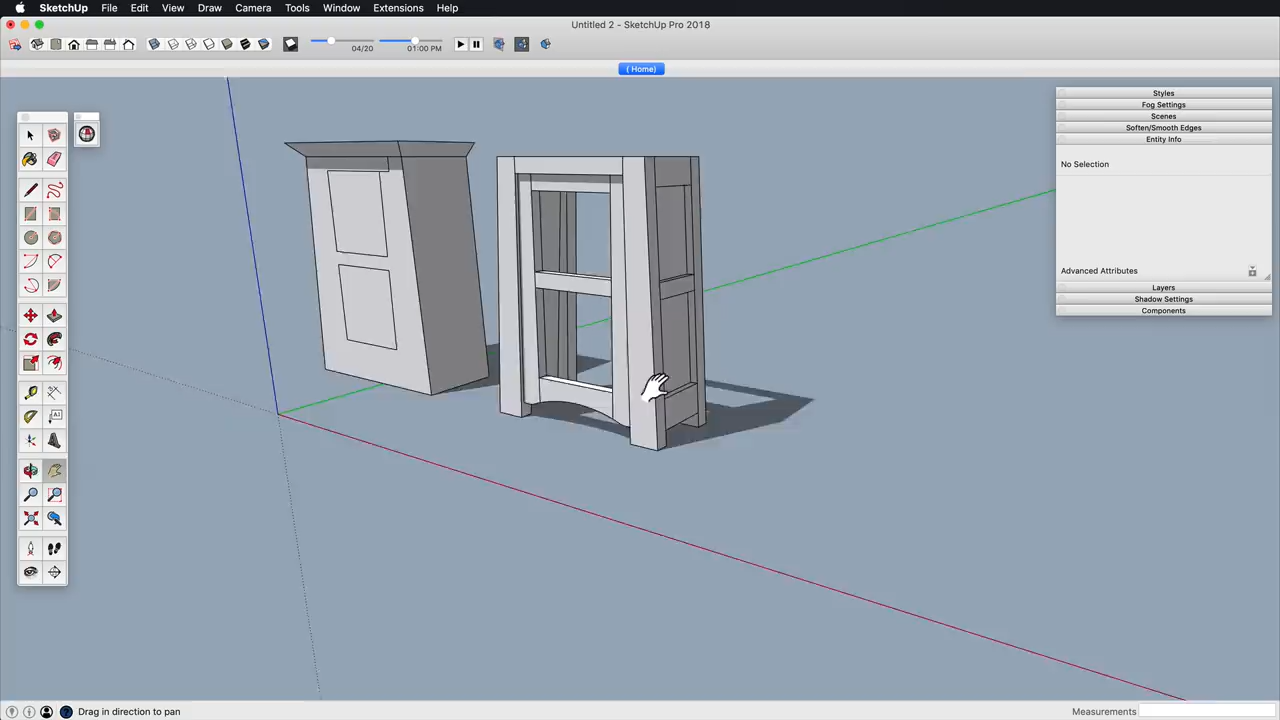 SketchUp File Edit View Draw Camera Tools Window Extensions Help
Untitled 2 - SketchUp Pro 2018
04/20 01:00 PM
( Home)
Styles
Fog Settings
Scenes
Soften/Smooth Edges
Entity Info
No Selection
Advanced Attributes
Layers
Shadow Settings
Components
Drag in direction to pan
Measurements